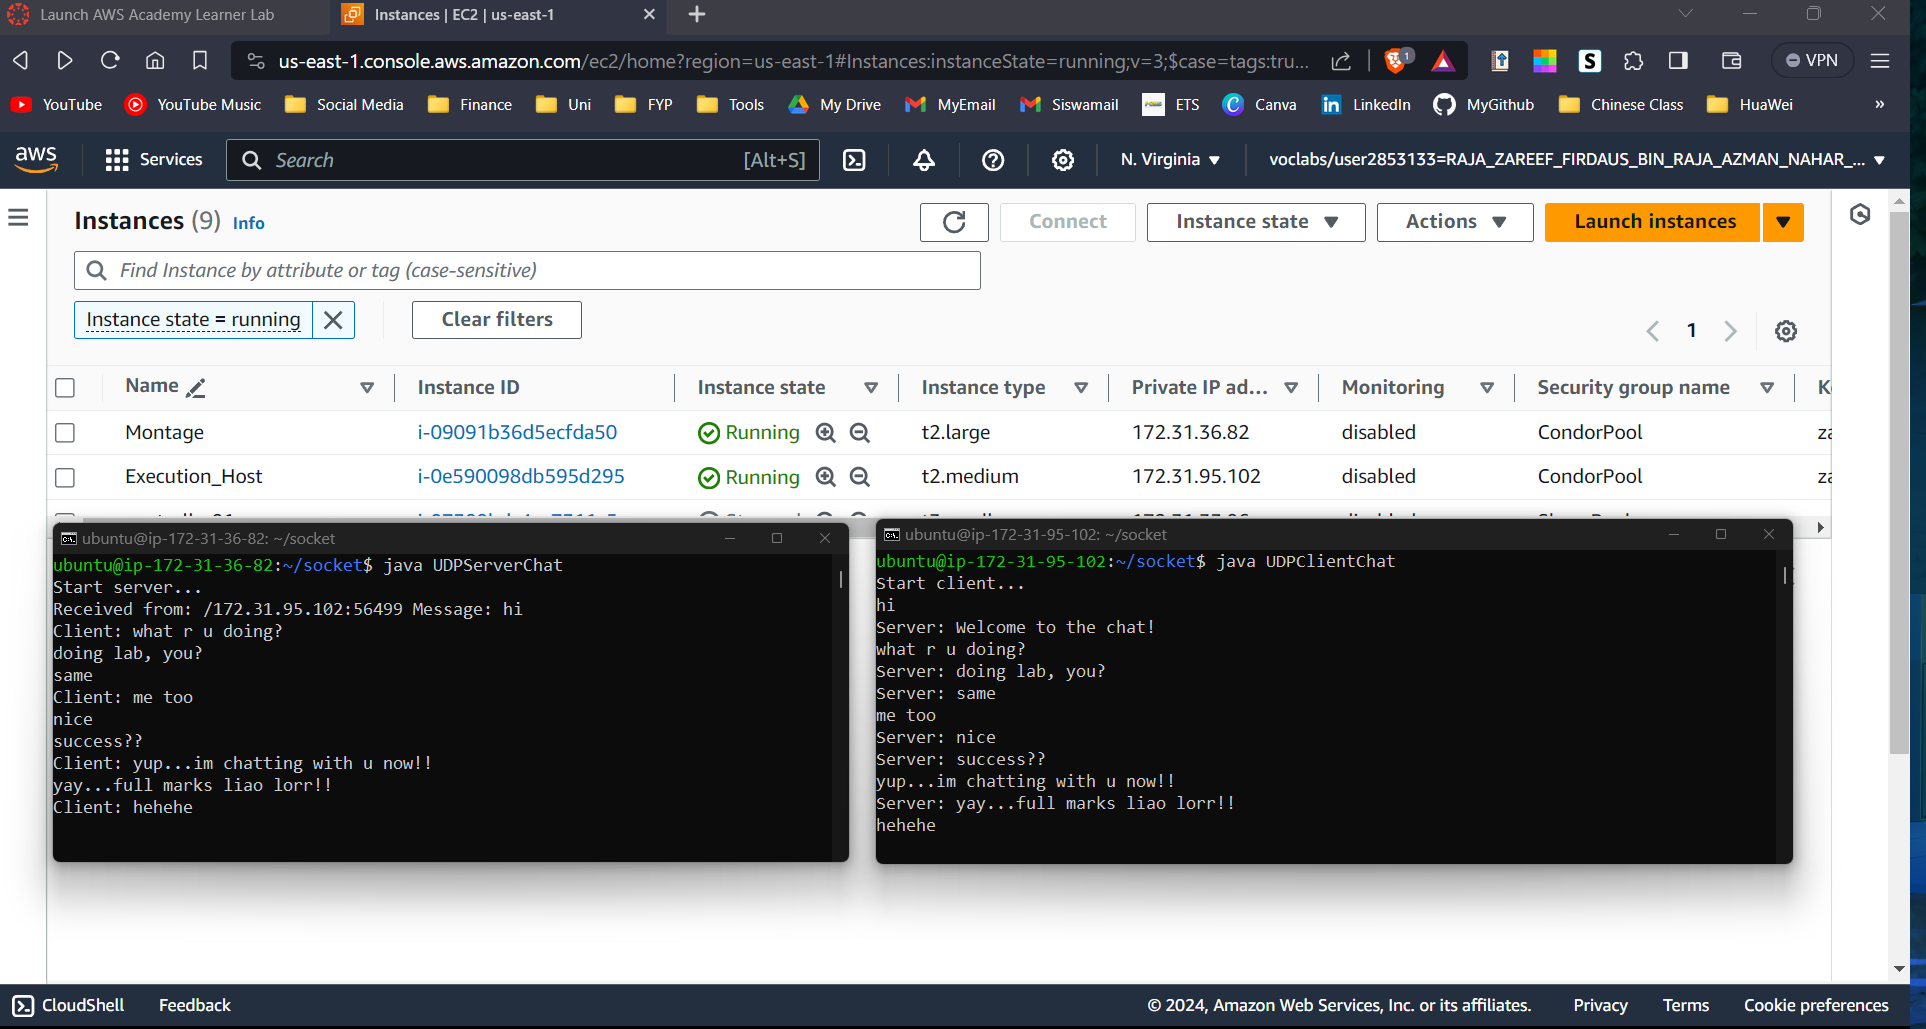 Launch AWS Academy Learner Lab
Instances | EC2 | us-east-1
us-east-1.console.aws.amazon.com/ec2/home?region=us-east-1#Instances:instanceState=running;v=3;$case=tags:tru...
1
VPN
YouTube YouTube Music Social Media Finance Uni FYP Tools My Drive MyEmail Siswamail ETS Canva LinkedIn MyGithub Chinese Class HuaWei »
aws Services Search [Alt+S] N. Virginia voclabs/user2853133=RAJA_ZAREEF_FIRDAUS_BIN_RAJA_AZMAN_NAHAR_...
Instances (9) Info Connect Instance state Actions Launch instances
Find Instance by attribute or tag (case-sensitive)
Instance state = running Clear filters
1
Name Instance ID Instance state Instance type Private IP ad... Monitoring Security group name
Montage i-09091b36d5ecfda50 Running t2.large 172.31.36.82 disabled CondorPool
Execution_Host i-0e590098db595d295 Running t2.medium 172.31.95.102 disabled CondorPool
ubuntu@ip-172-31-36-82: ~/socket
ubuntu@ip-172-31-36-82:~/socket$ java UDPServerChat
Start server...
Received from: /172.31.95.102:56499 Message: hi
Client: what r u doing?
doing lab, you?
same
Client: me too
nice
success??
Client: yup...im chatting with u now!!
yay...full marks liao lorr!!
Client: hehehe
ubuntu@ip-172-31-95-102: ~/socket
ubuntu@ip-172-31-95-102:~/socket$ java UDPClientChat
Start client...
hi
Server: Welcome to the chat!
what r u doing?
Server: doing lab, you?
Server: same
me too
Server: nice
Server: success??
yup...im chatting with u now!!
Server: yay...full marks liao lorr!!
hehehe
CloudShell Feedback © 2024, Amazon Web Services, Inc. or its affiliates. Privacy Terms Cookie preferences